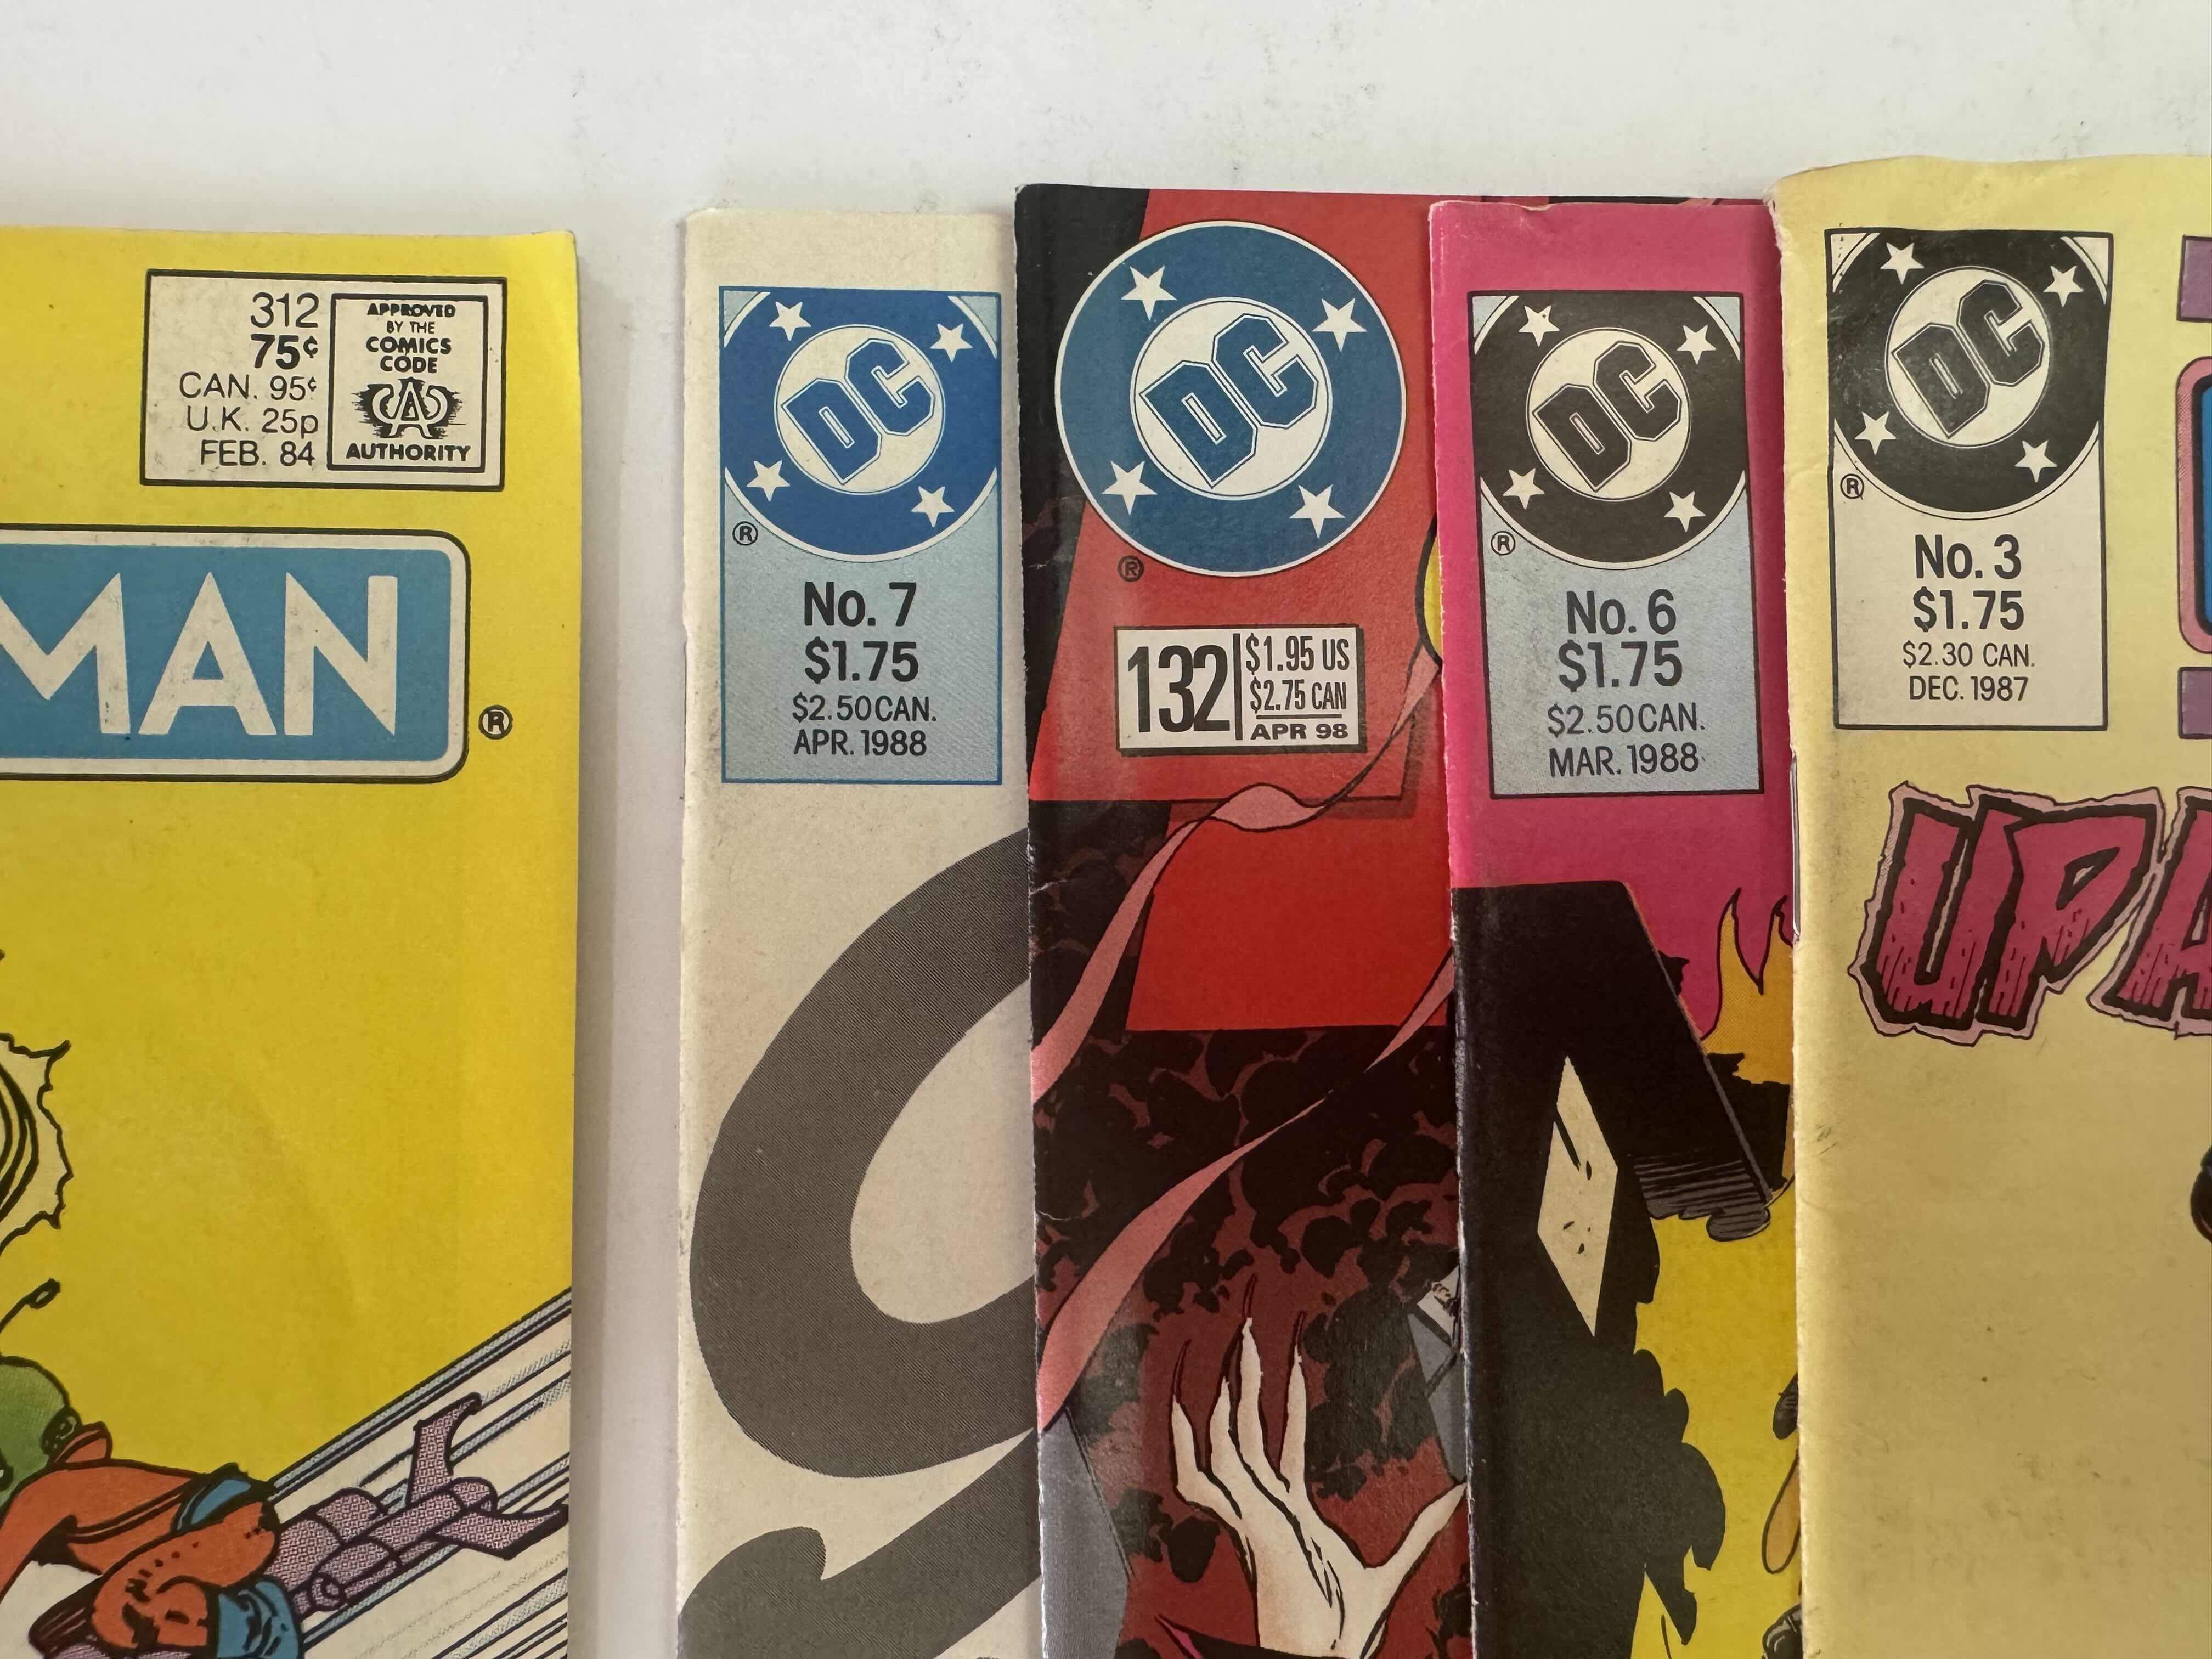 312
75¢
CAN. 95¢
U.K. 25p
FEB. 84
APPROVED
BY THE
COMICS
CODE
CA
AUTHORITY
MAN
®
DC
®
No. 7
$1.75
$2.50 CAN.
APR. 1988
DC
®
132
$1.95 US
$2.75 CAN
APR 98
DC
®
No. 6
$1.75
$2.50 CAN.
MAR. 1988
DC
®
No. 3
$1.75
$2.30 CAN.
DEC. 1987
UPA